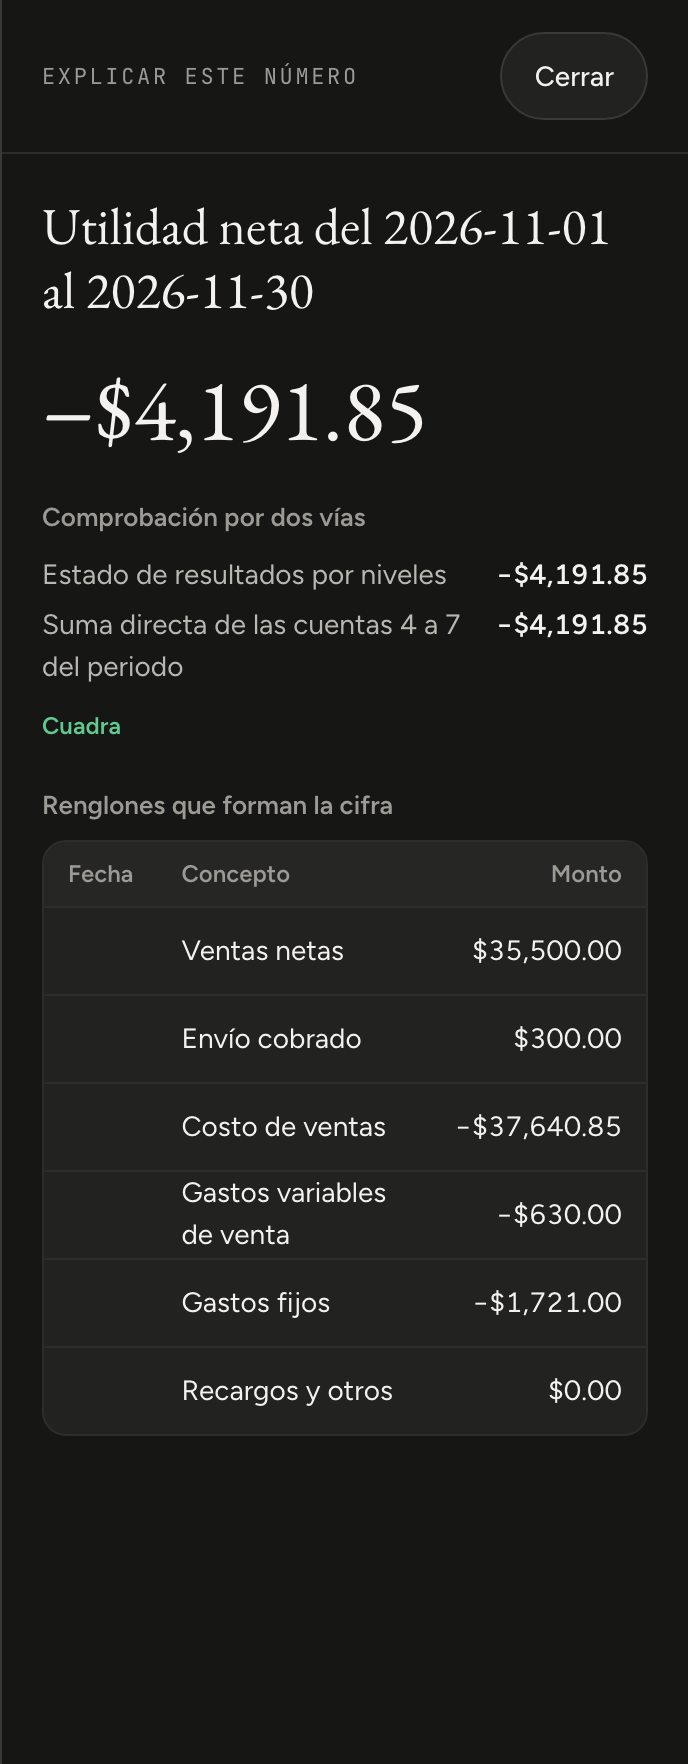 EXPLICAR ESTE NÚMERO
Cerrar
Utilidad neta del 2026-11-01
al 2026-11-30
−$4,191.85
Comprobación por dos vías
Estado de resultados por niveles −$4,191.85
Suma directa de las cuentas 4 a 7 −$4,191.85
del periodo
Cuadra
Renglones que forman la cifra
Fecha Concepto Monto
Ventas netas $35,500.00
Envío cobrado $300.00
Costo de ventas −$37,640.85
Gastos variables
de venta −$630.00
Gastos fijos −$1,721.00
Recargos y otros $0.00